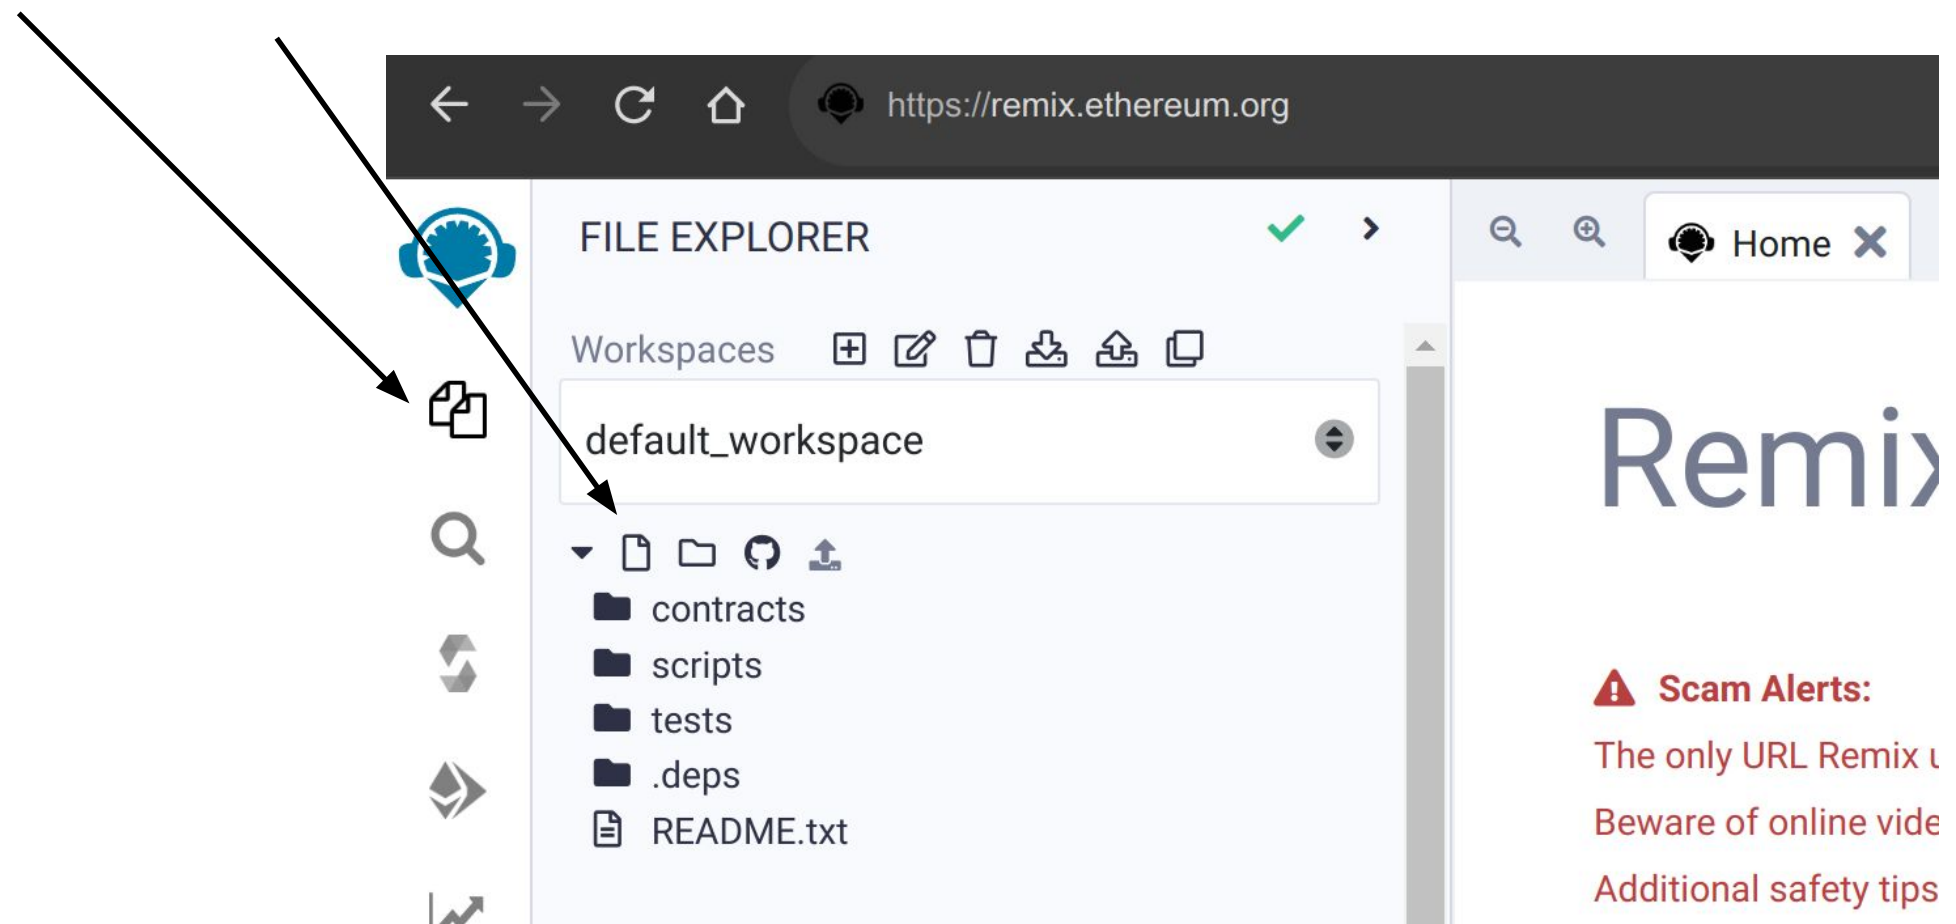 https://remix.ethereum.org
FILE EXPLORER
Home
Workspaces
default_workspace
contracts
scripts
tests
.deps
README.txt
Remix
Scam Alerts:
The only URL Remix
Beware of online
Additional safety tips